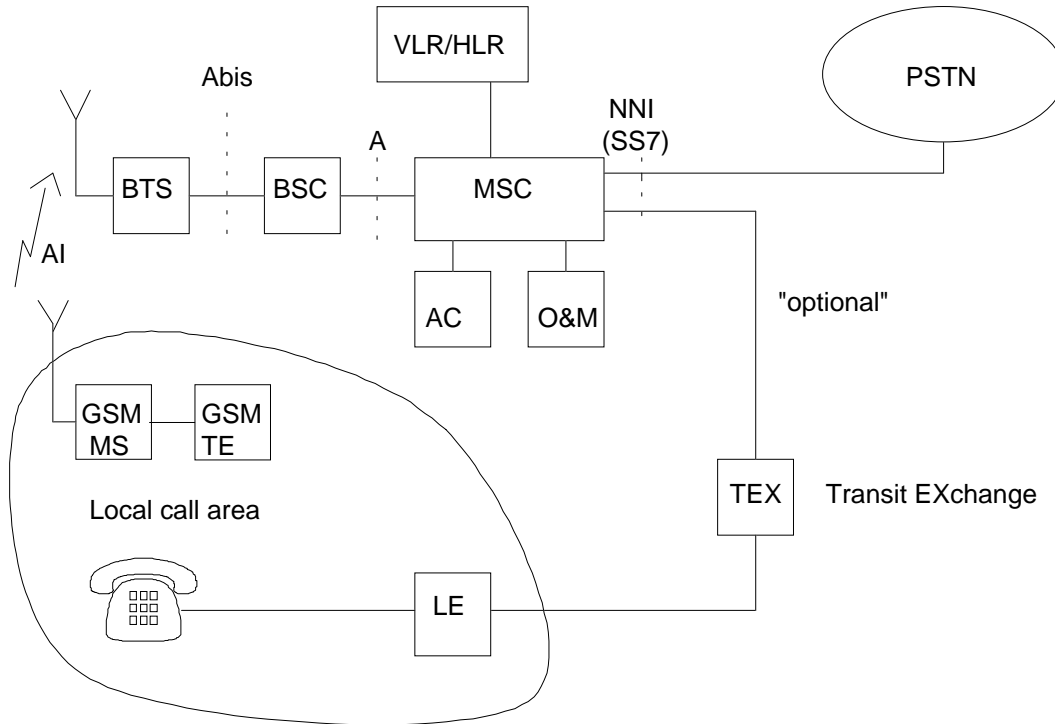 VLR/HLR
PSTN
Abis
NNI
(SS7)
A
BTS
BSC
MSC
AI
AC
O&M
"optional"
GSM
MS
GSM
TE
TEX
Transit EXchange
Local call area
LE